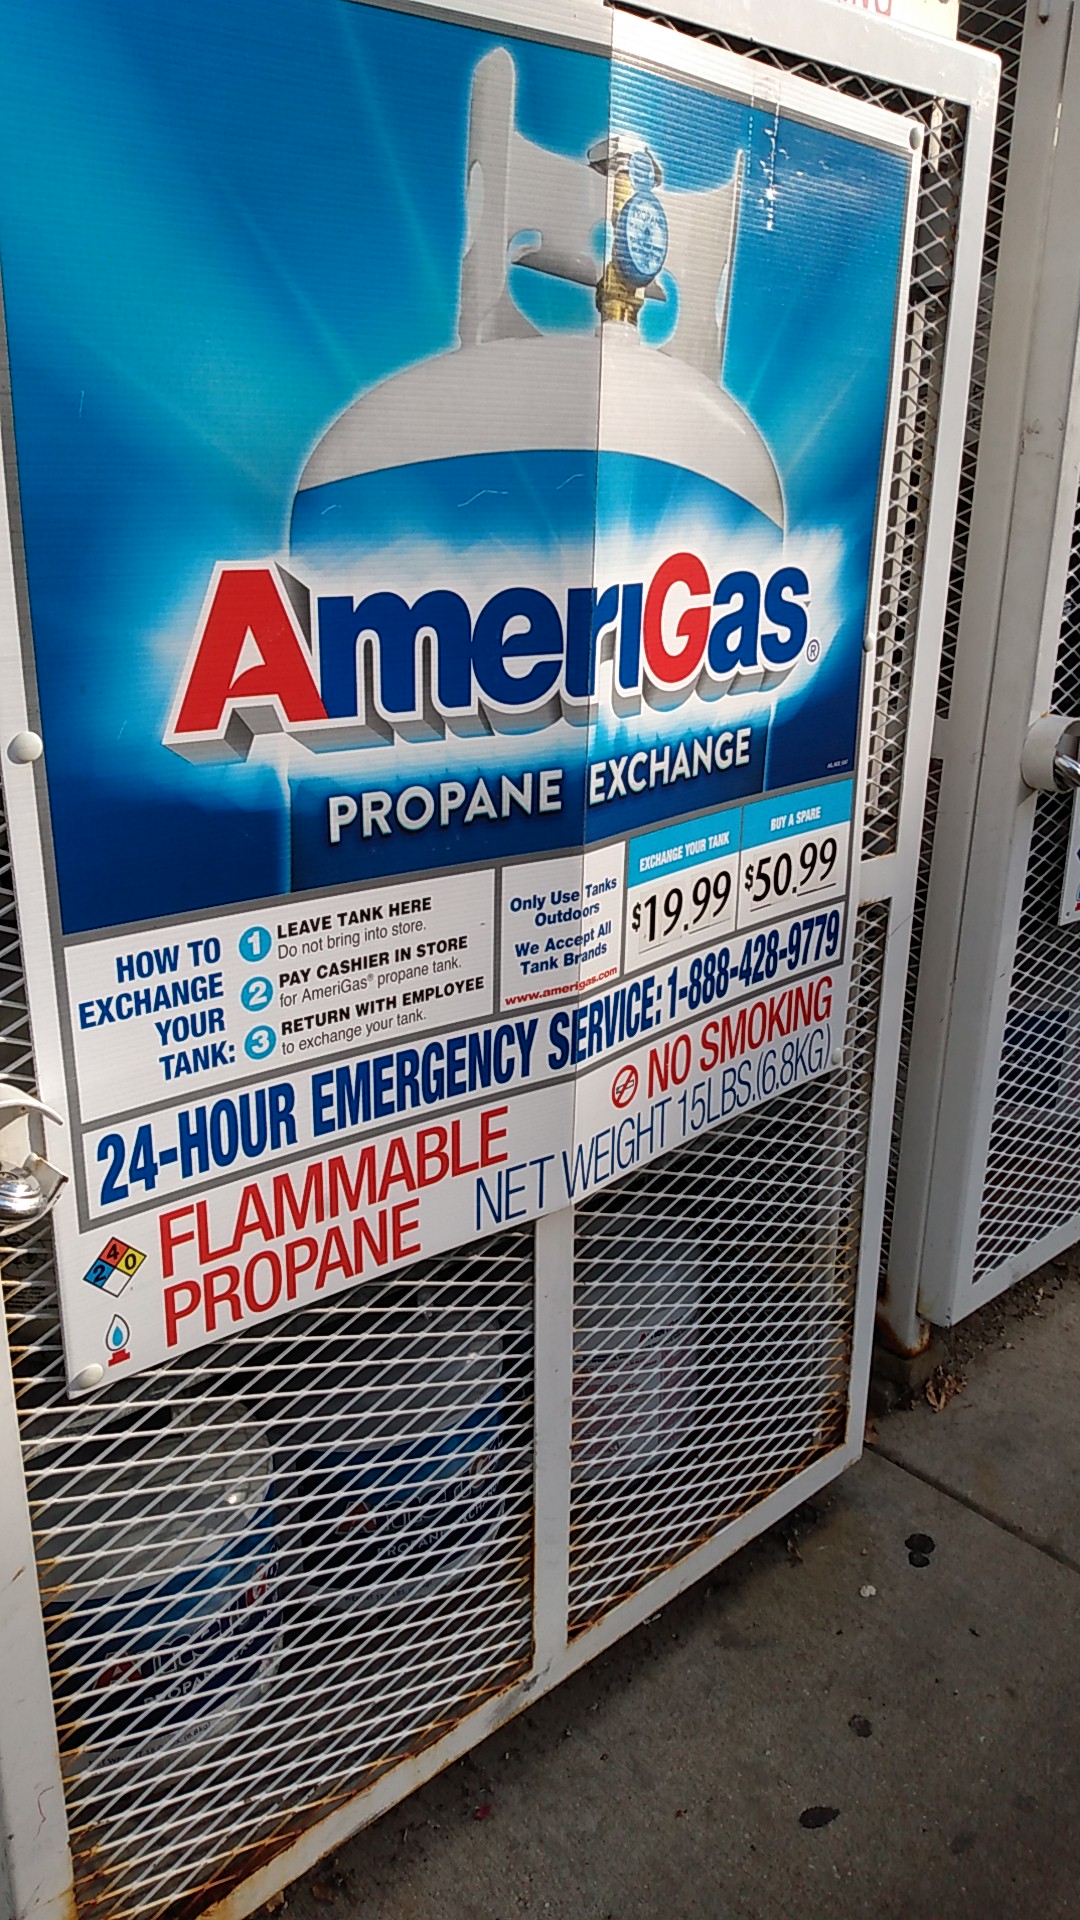 AmeriGas®
PROPANE EXCHANGE
HOW TO
EXCHANGE
YOUR
TANK:
1 LEAVE TANK HERE
Do not bring into store.
2 PAY CASHIER IN STORE
for AmeriGas® propane tank.
3 RETURN WITH EMPLOYEE
to exchange your tank.
Only Use Tanks
Outdoors
We Accept All
Tank Brands
www.amerigas.com
EXCHANGE YOUR TANK
$19.99
BUY A SPARE
$50.99
24-HOUR EMERGENCY SERVICE: 1-888-428-9779
NO SMOKING
4
2 0
FLAMMABLE
PROPANE
NET WEIGHT 15LBS.(6.8KG)